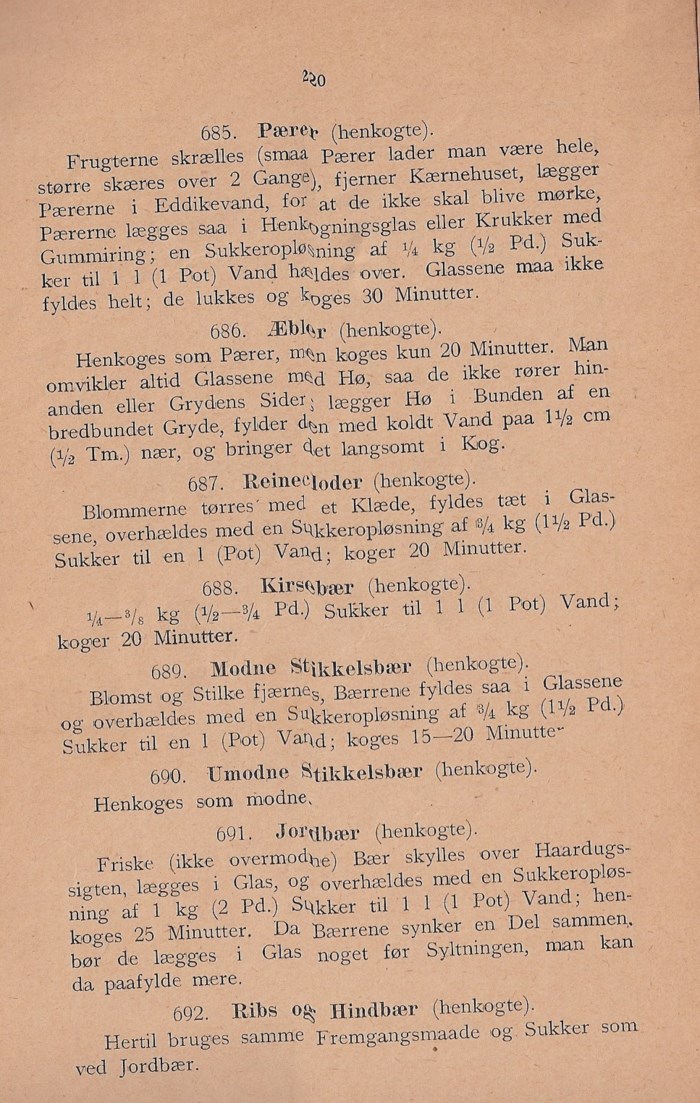 220
685. Pærer (henkogte).
Frugterne skrælles (smaa Pærer lader man være hele,
større skæres over 2 Gange), fjerner Kærnehuset, lægger
Pærerne i Eddikevand, for at de ikke skal blive mørke,
Pærerne lægges saa i Henkogningsglas eller Krukker med
Gummiring; en Sukkeropløsning af ¼ kg (½ Pd.) Suk-
ker til 1 l (1 Pot) Vand hældes over. Glassene maa ikke
fyldes helt; de lukkes og koges 30 Minutter.
686. Æbler (henkogte).
Henkoges som Pærer, men koges kun 20 Minutter. Man
omvikler altid Glassene med Hø, saa de ikke rører hin-
anden eller Grydens Sider; lægger Hø i Bunden af en
bredbundet Gryde, fylder den med koldt Vand paa 1½ cm
(½ Tm.) nær, og bringer det langsomt i Kog.
687. Reinecloder (henkogte).
Blommerne tørres med et Klæde, fyldes tæt i Glas-
sene, overhældes med en Sukkeropløsning af ¾ kg (1½ Pd.)
Sukker til en 1 (Pot) Vand; koger 20 Minutter.
688. Kirsebær (henkogte).
¼—⅜ kg (½—¾ Pd.) Sukker til 1 l (1 Pot) Vand;
koger 20 Minutter.
689. Modne Stikkelsbær (henkogte).
Blomst og Stilke fjærnes, Bærrene fyldes saa i Glassene
og overhældes med en Sukkeropløsning af ¾ kg (1½ Pd.)
Sukker til en 1 (Pot) Vand; koges 15—20 Minutter
690. Umodne Stikkelsbær (henkogte).
Henkoges som modne.
691. Jordbær (henkogte).
Friske (ikke overmodne) Bær skylles over Haardugs-
sigten, lægges i Glas, og overhældes med en Sukkeropløs-
ning af 1 kg (2 Pd.) Sukker til 1 l (1 Pot) Vand; hen-
koges 25 Minutter. Da Bærrene synker en Del sammen,
bør de lægges i Glas noget før Syltningen, man kan
da paafylde mere.
692. Ribs og Hindbær (henkogte).
Hertil bruges samme Fremgangsmaade og Sukker som
ved Jordbær.